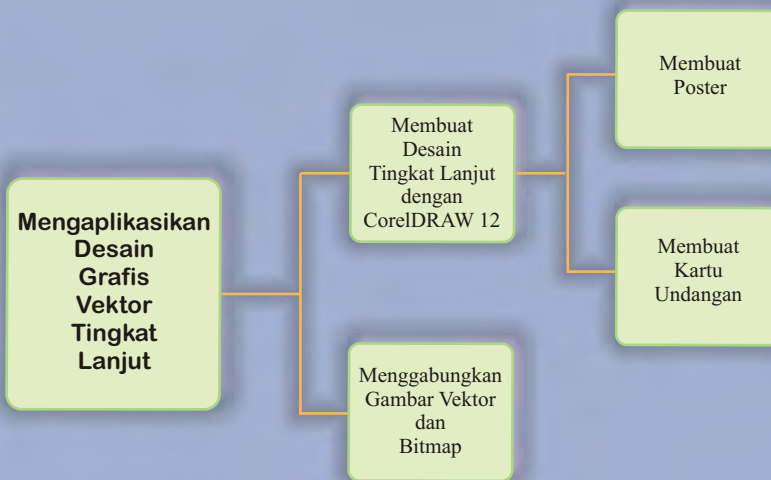 Mengaplikasikan
Desain
Grafis
Vektor
Tingkat
Lanjut
Membuat
Desain
Tingkat Lanjut
dengan
CorelDRAW 12
Membuat
Poster
Membuat
Kartu
Undangan
Menggabungkan
Gambar Vektor
dan
Bitmap